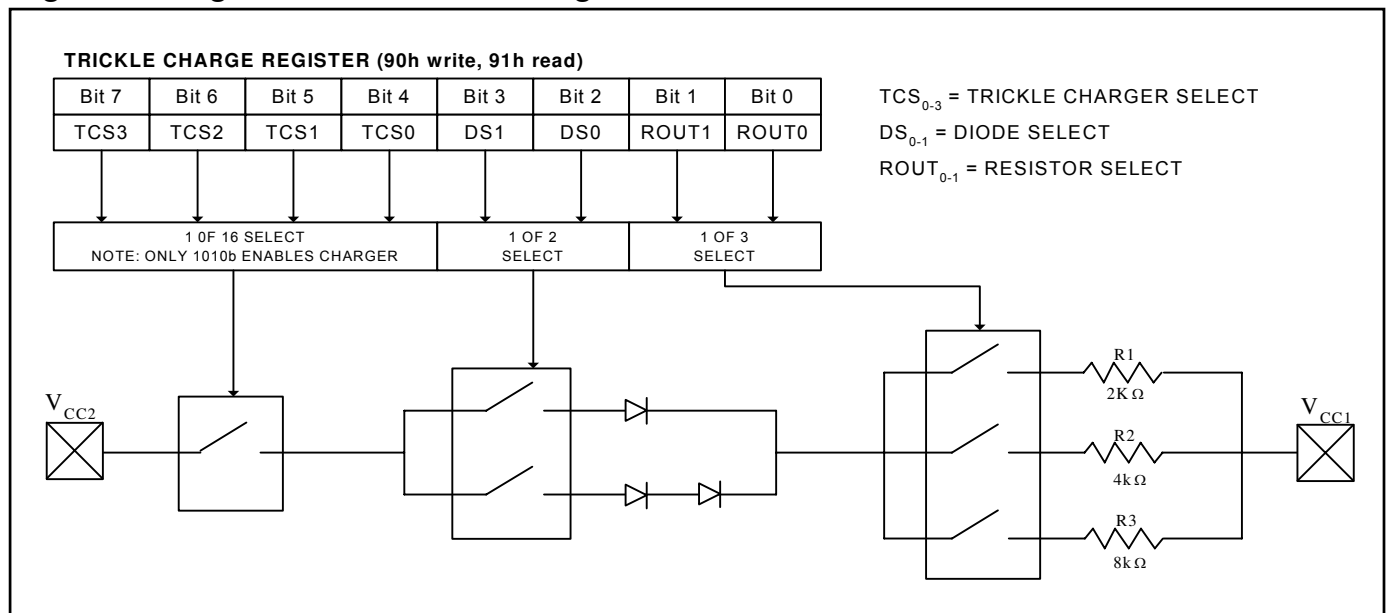 TRICKLE CHARGE REGISTER (90h write, 91h read)
Bit 7 Bit 6 Bit 5 Bit 4 Bit 3 Bit 2 Bit 1 Bit 0
TCS3 TCS2 TCS1 TCS0 DS1 DS0 ROUT1 ROUT0
TCS0-3 = TRICKLE CHARGER SELECT
DS0-1 = DIODE SELECT
ROUT0-1 = RESISTOR SELECT
1 0F 16 SELECT
NOTE: ONLY 1010b ENABLES CHARGER
1 OF 2
SELECT
1 OF 3
SELECT
VCC2
R1
2KΩ
R2
4kΩ
R3
8kΩ
VCC1